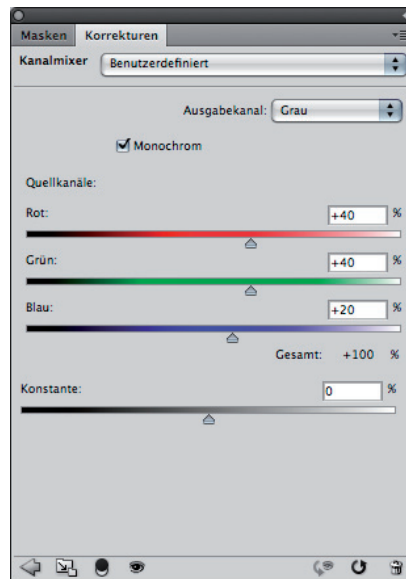 Masken Korrekturen
Kanalmixer Benutzerdefiniert
Ausgabekanal: Grau
Monochrom
Quellkanäle:
Rot: +40 %
Grün: +40 %
Blau: +20 %
Gesamt: +100 %
Konstante: 0 %